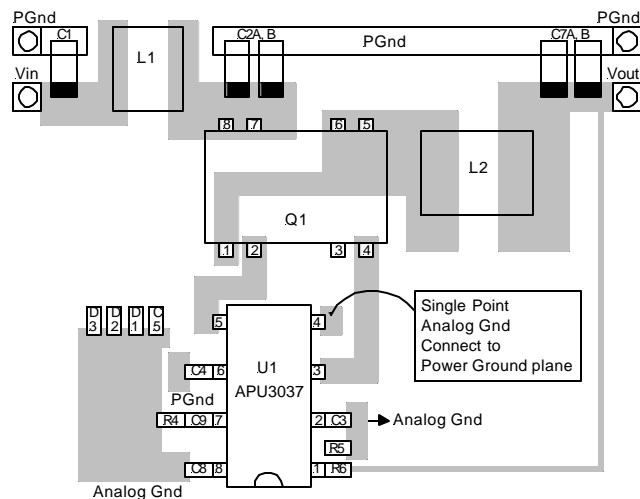 PGnd
PGnd
C1
C2A, B
PGnd
C7A, B
L1
Vin
Vout
8 7 6 5
L2
Q1
1 2 3 4
D3 D2 D1 C5
5
4
Single Point
Analog Gnd
Connect to
Power Ground plane
C4 6
U1
3
APU3037
PGnd
R4 C9 7
2 C3
Analog Gnd
R5
C8 8
1 R6
Analog Gnd